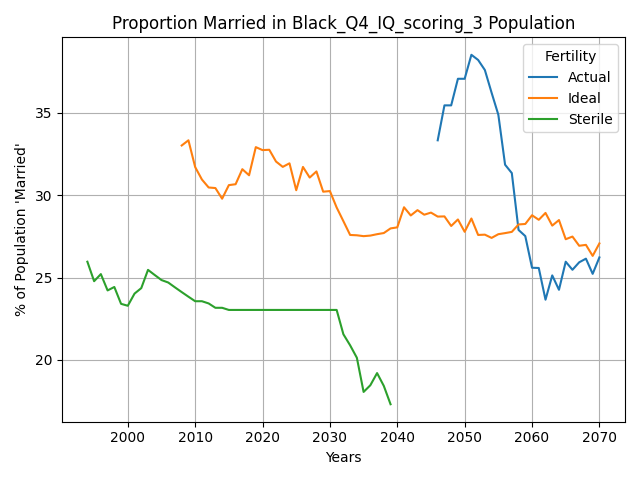 Proportion Married in Black_Q4_IQ_scoring_3 Population
% of Population 'Married'
35
30
25
20
Fertility
Actual
Ideal
Sterile
2000 2010 2020 2030 2040 2050 2060 2070
Years